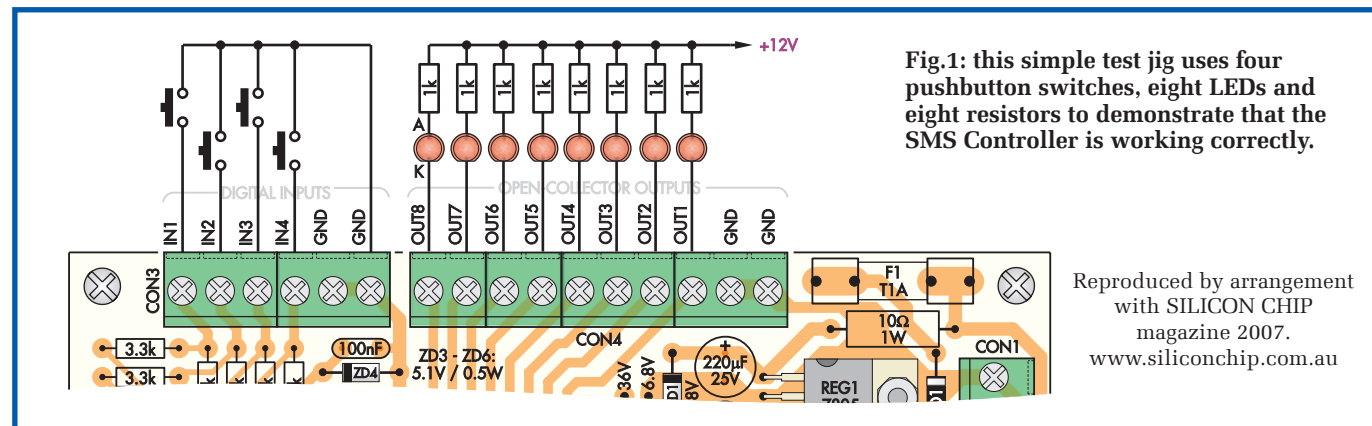 +12V
Fig.1: this simple test jig uses four
pushbutton switches, eight LEDs and
eight resistors to demonstrate that the
SMS Controller is working correctly.
1k 1k 1k 1k 1k 1k 1k 1k
A
K
DIGITAL INPUTS
OPEN-COLLECTOR OUTPUTS
IN1 IN2 IN3 IN4 GND GND
OUT8 OUT7 OUT6 OUT5 OUT4 OUT3 OUT2 OUT1 GND GND
CON3
F1
T1A
Reproduced by arrangement
with SILICON CHIP
magazine 2007.
www.siliconchip.com.au
10Ω
1W
CON4
CON1
3.3k
3.3k
100nF
ZD4
ZD3 - ZD6:
5.1V / 0.5W
36V
6.8V
+
220µF
25V
REG1